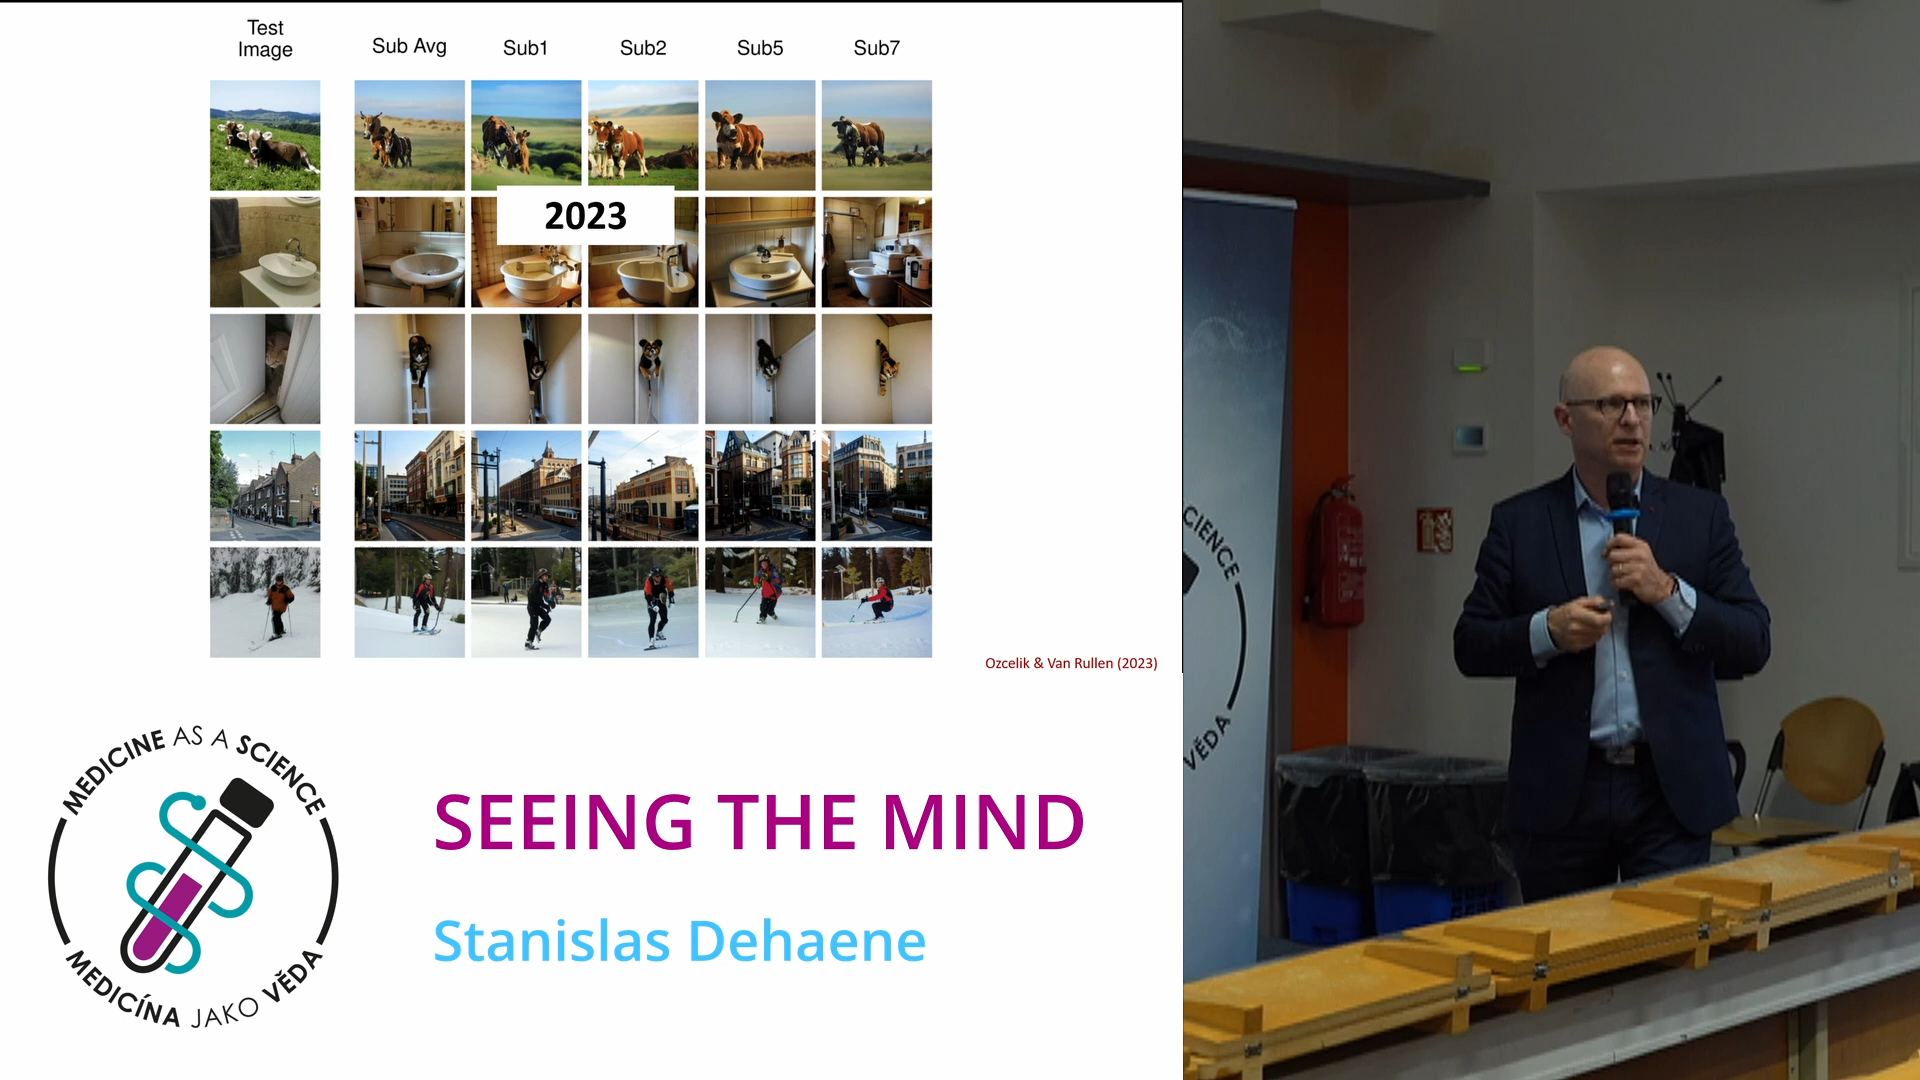 Test
Image
Sub Avg
Sub1
Sub2
Sub5
Sub7
2023
Ozcelik & Van Rullen (2023)
MEDICINE AS A SCIENCE
MEDICÍNA JAKO VĚDA
SEEING THE MIND
Stanislas Dehaene
CIENCE
VĚDA